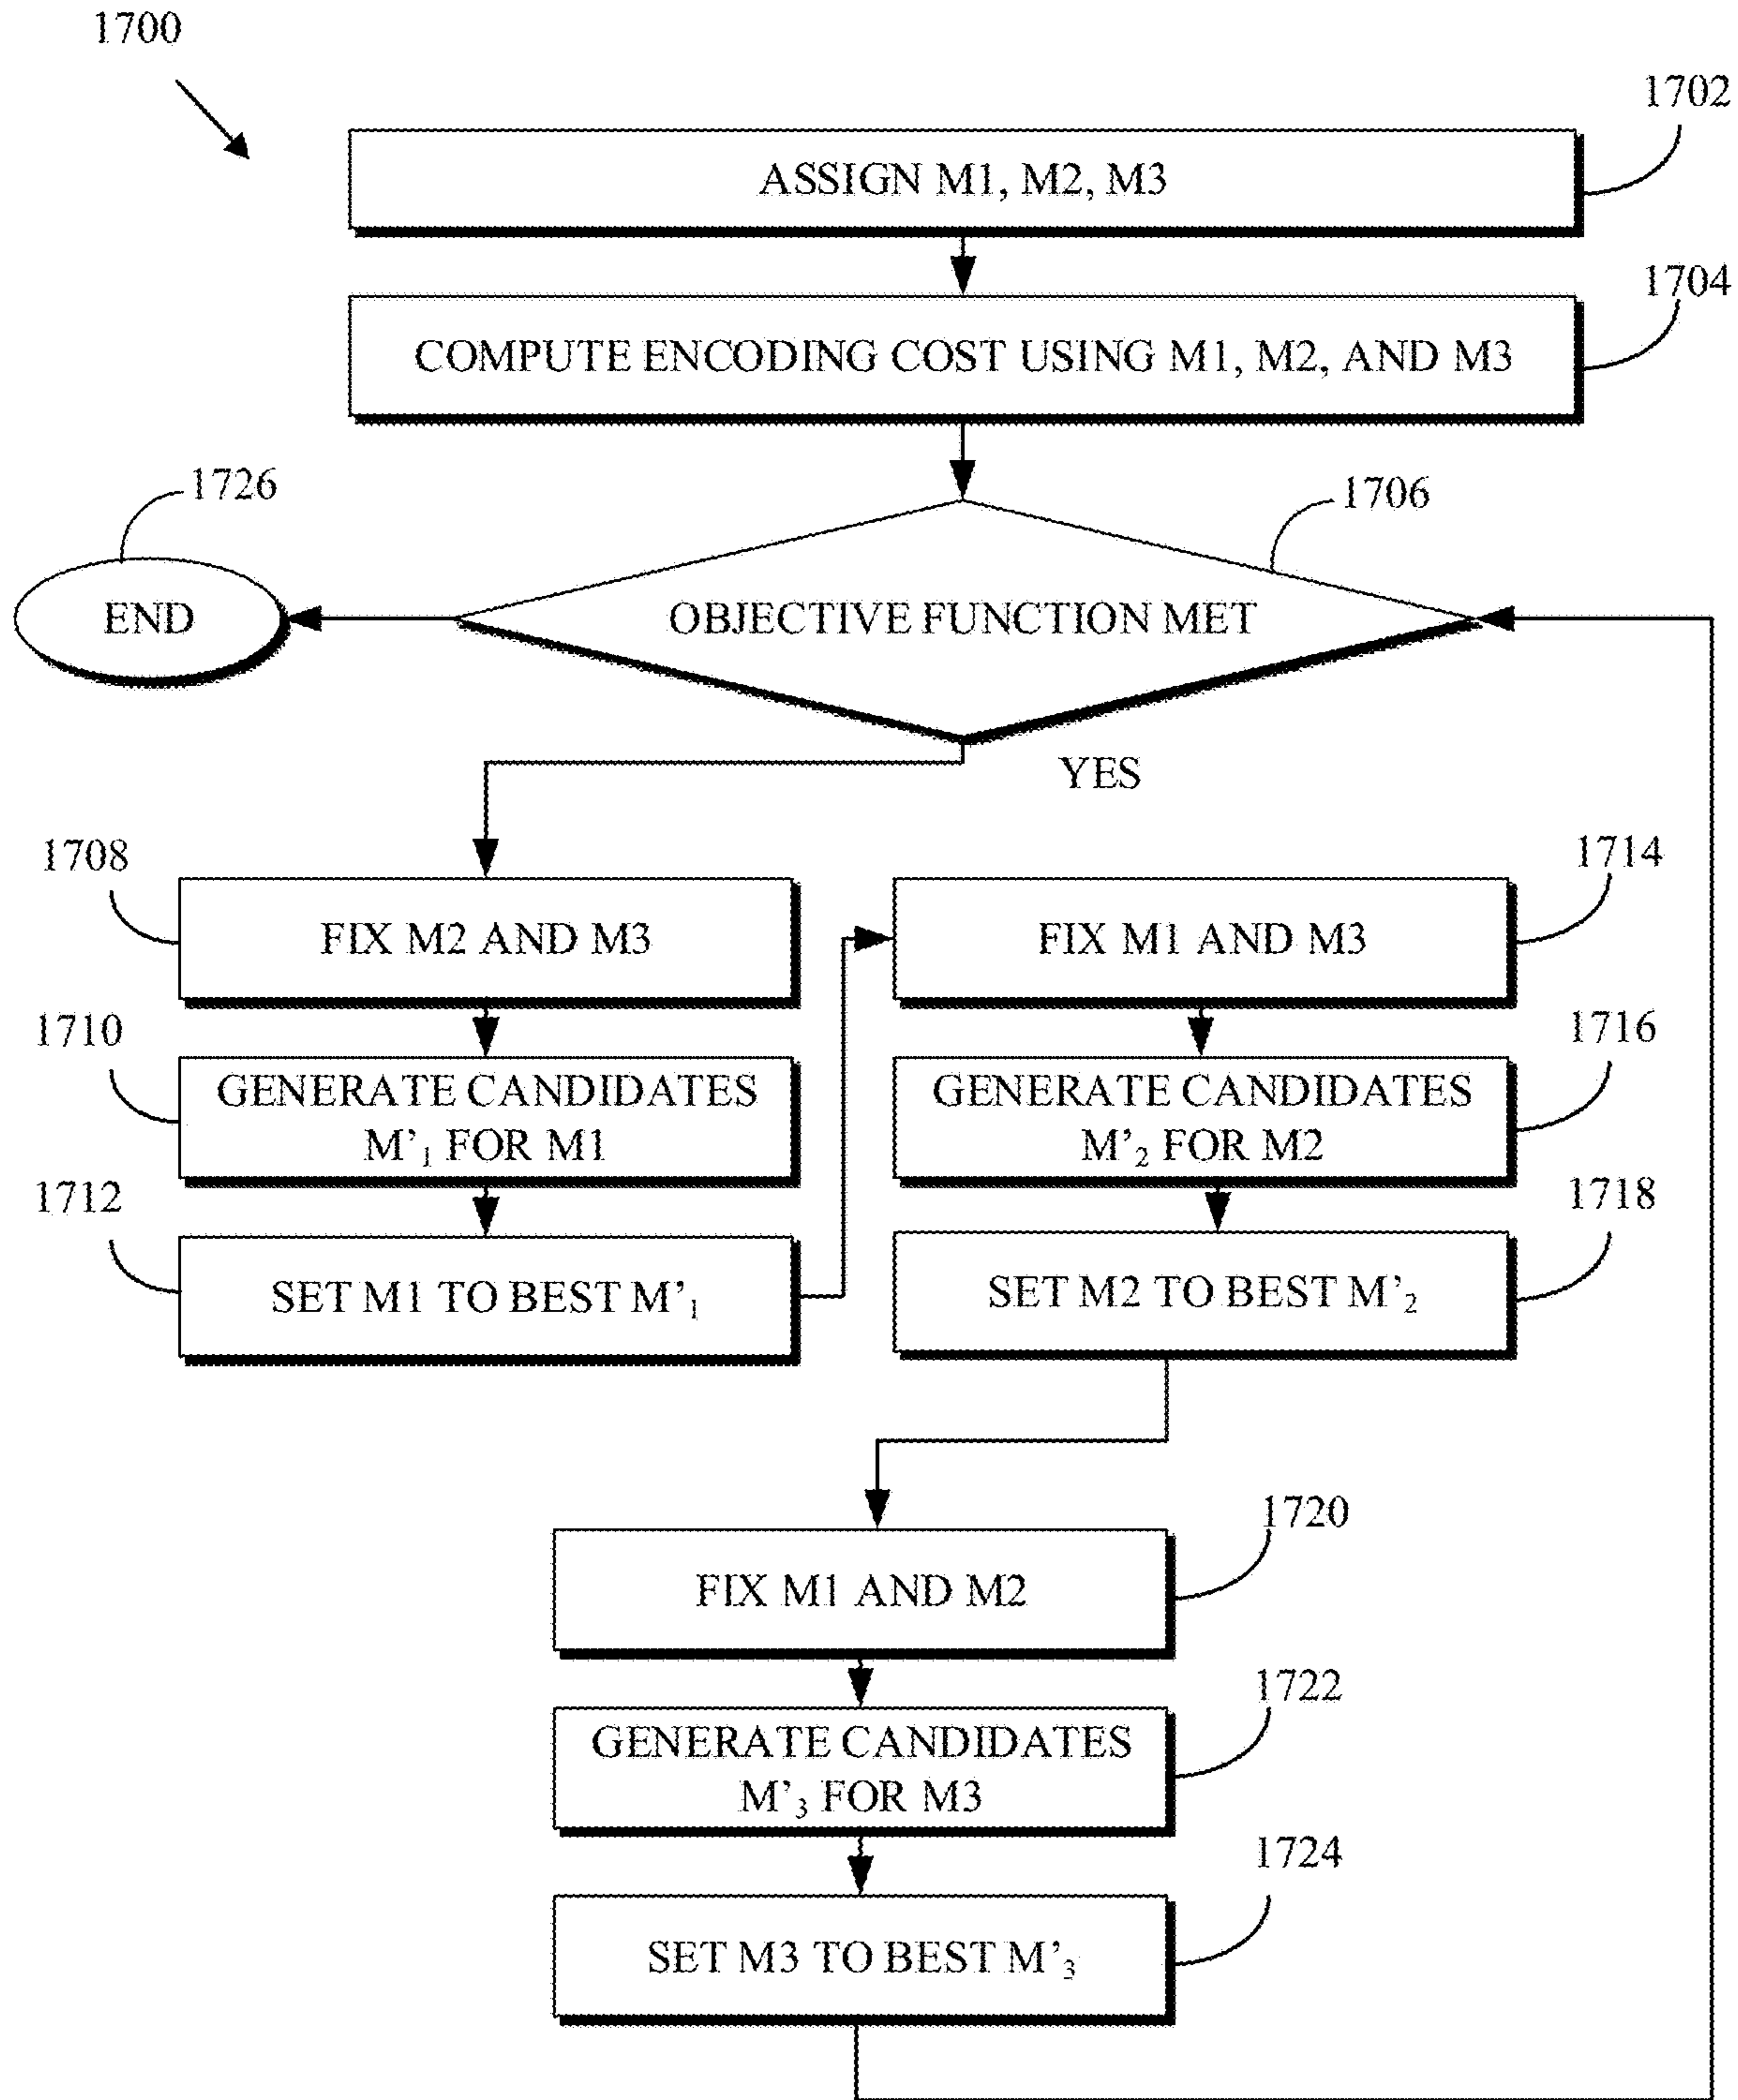 1700
1702
ASSIGN M1, M2, M3
1704
COMPUTE ENCODING COST USING M1, M2, AND M3
1726
1706
END
OBJECTIVE FUNCTION MET
YES
1708
1714
FIX M2 AND M3
FIX M1 AND M3
1710
1716
GENERATE CANDIDATES
M’₁ FOR M1
GENERATE CANDIDATES
M’₂ FOR M2
1712
1718
SET M1 TO BEST M’₁
SET M2 TO BEST M’₂
1720
FIX M1 AND M2
1722
GENERATE CANDIDATES
M’₃ FOR M3
1724
SET M3 TO BEST M’₃